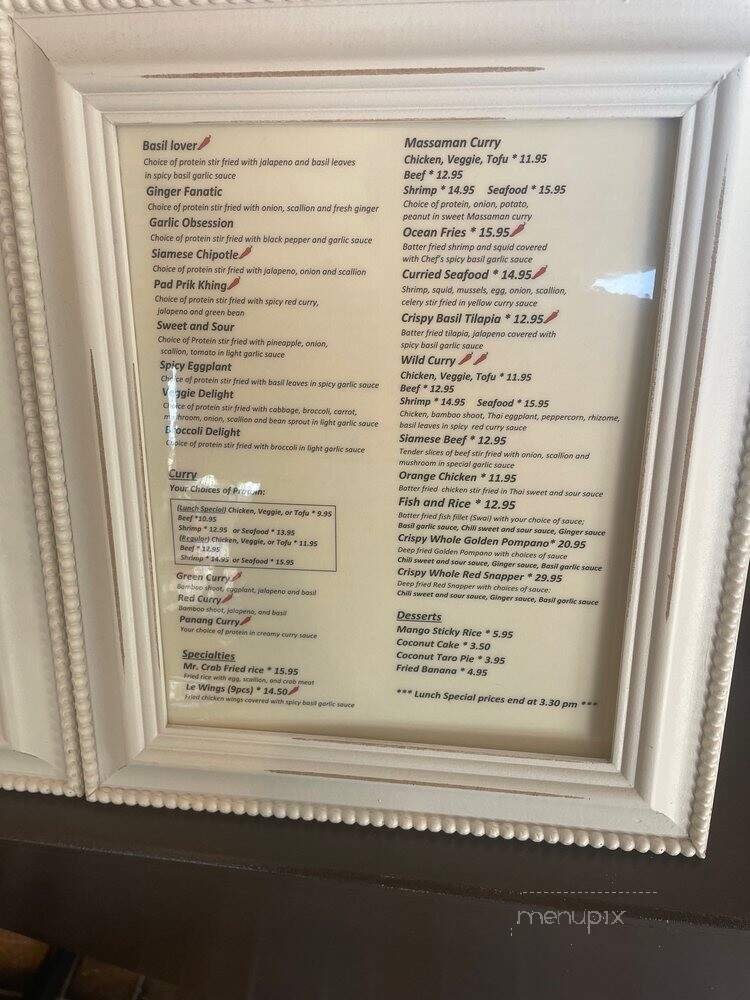 Basil lover
Choice of protein stir fried with jalapeno and basil leaves
in spicy basil garlic sauce
Ginger Fanatic
Choice of protein stir fried with onion, scallion and fresh ginger
Garlic Obsession
Choice of protein stir fried with black pepper and garlic sauce
Siamese Chipotle
Choice of protein stir fried with jalapeno, onion and scallion
Pad Prik Khing
Choice of protein stir fried with spicy red curry,
jalapeno and green bean
Sweet and Sour
Choice of Protein stir fried with pineapple, onion,
scallion, tomato in light garlic sauce
Spicy Eggplant
Choice of protein stir fried with basil leaves in spicy garlic sauce
Veggie Delight
Choice of protein stir fried with cabbage, broccoli, carrot,
mushroom, onion, scallion and bean sprout in light garlic sauce
Broccoli Delight
Choice of protein stir fried with broccoli in light garlic sauce
Curry
Your Choices of Protein:
(Lunch Special) Chicken, Veggie, or Tofu * 9.95
Beef *10.95
Shrimp * 12.95 or Seafood * 13.95
(Regular) Chicken, Veggie, or Tofu * 11.95
Beef * 12.95
Shrimp * 14.95 or Seafood * 15.95
Green Curry
Bamboo shoot, eggplant, jalapeno and basil
Red Curry
Bamboo shoot, jalapeno, and basil
Panang Curry
Your choice of protein in creamy curry sauce
Specialties
Mr. Crab Fried rice * 15.95
Fried rice with egg, scallion, and crab meat
Le Wings (9pcs) * 14.50
Fried chicken wings covered with spicy basil garlic sauce
Massaman Curry
Chicken, Veggie, Tofu * 11.95
Beef * 12.95
Shrimp * 14.95 Seafood * 15.95
Choice of protein, onion, potato,
peanut in sweet Massaman curry
Ocean Fries * 15.95
Batter fried shrimp and squid covered
with Chef's spicy basil garlic sauce
Curried Seafood * 14.95
Shrimp, squid, mussels, egg, onion, scallion,
celery stir fried in yellow curry sauce
Crispy Basil Tilapia * 12.95
Batter fried tilapia, jalapeno covered with
spicy basil garlic sauce
Wild Curry
Chicken, Veggie, Tofu * 11.95
Beef * 12.95
Shrimp * 14.95 Seafood * 15.95
Chicken, bamboo shoot, Thai eggplant, peppercorn, rhizome,
basil leaves in spicy red curry sauce
Siamese Beef * 12.95
Tender slices of beef stir fried with onion, scallion and
mushroom in special garlic sauce
Orange Chicken * 11.95
Batter fried chicken stir fried in Thai sweet and sour sauce
Fish and Rice * 12.95
Batter fried fish fillet (Swai) with your choice of sauce;
Basil garlic sauce, Chili sweet and sour sauce, Ginger sauce
Crispy Whole Golden Pompano* 20.95
Deep fried Golden Pompano with choices of sauce
Chili sweet and sour sauce, Ginger sauce, Basil garlic sauce
Crispy Whole Red Snapper * 29.95
Deep fried Red Snapper with choices of sauce:
Chili sweet and sour sauce, Ginger sauce, Basil garlic sauce
Desserts
Mango Sticky Rice * 5.95
Coconut Cake * 3.50
Coconut Taro Pie * 3.95
Fried Banana * 4.95
*** Lunch Special prices end at 3.30 pm ***
menupix